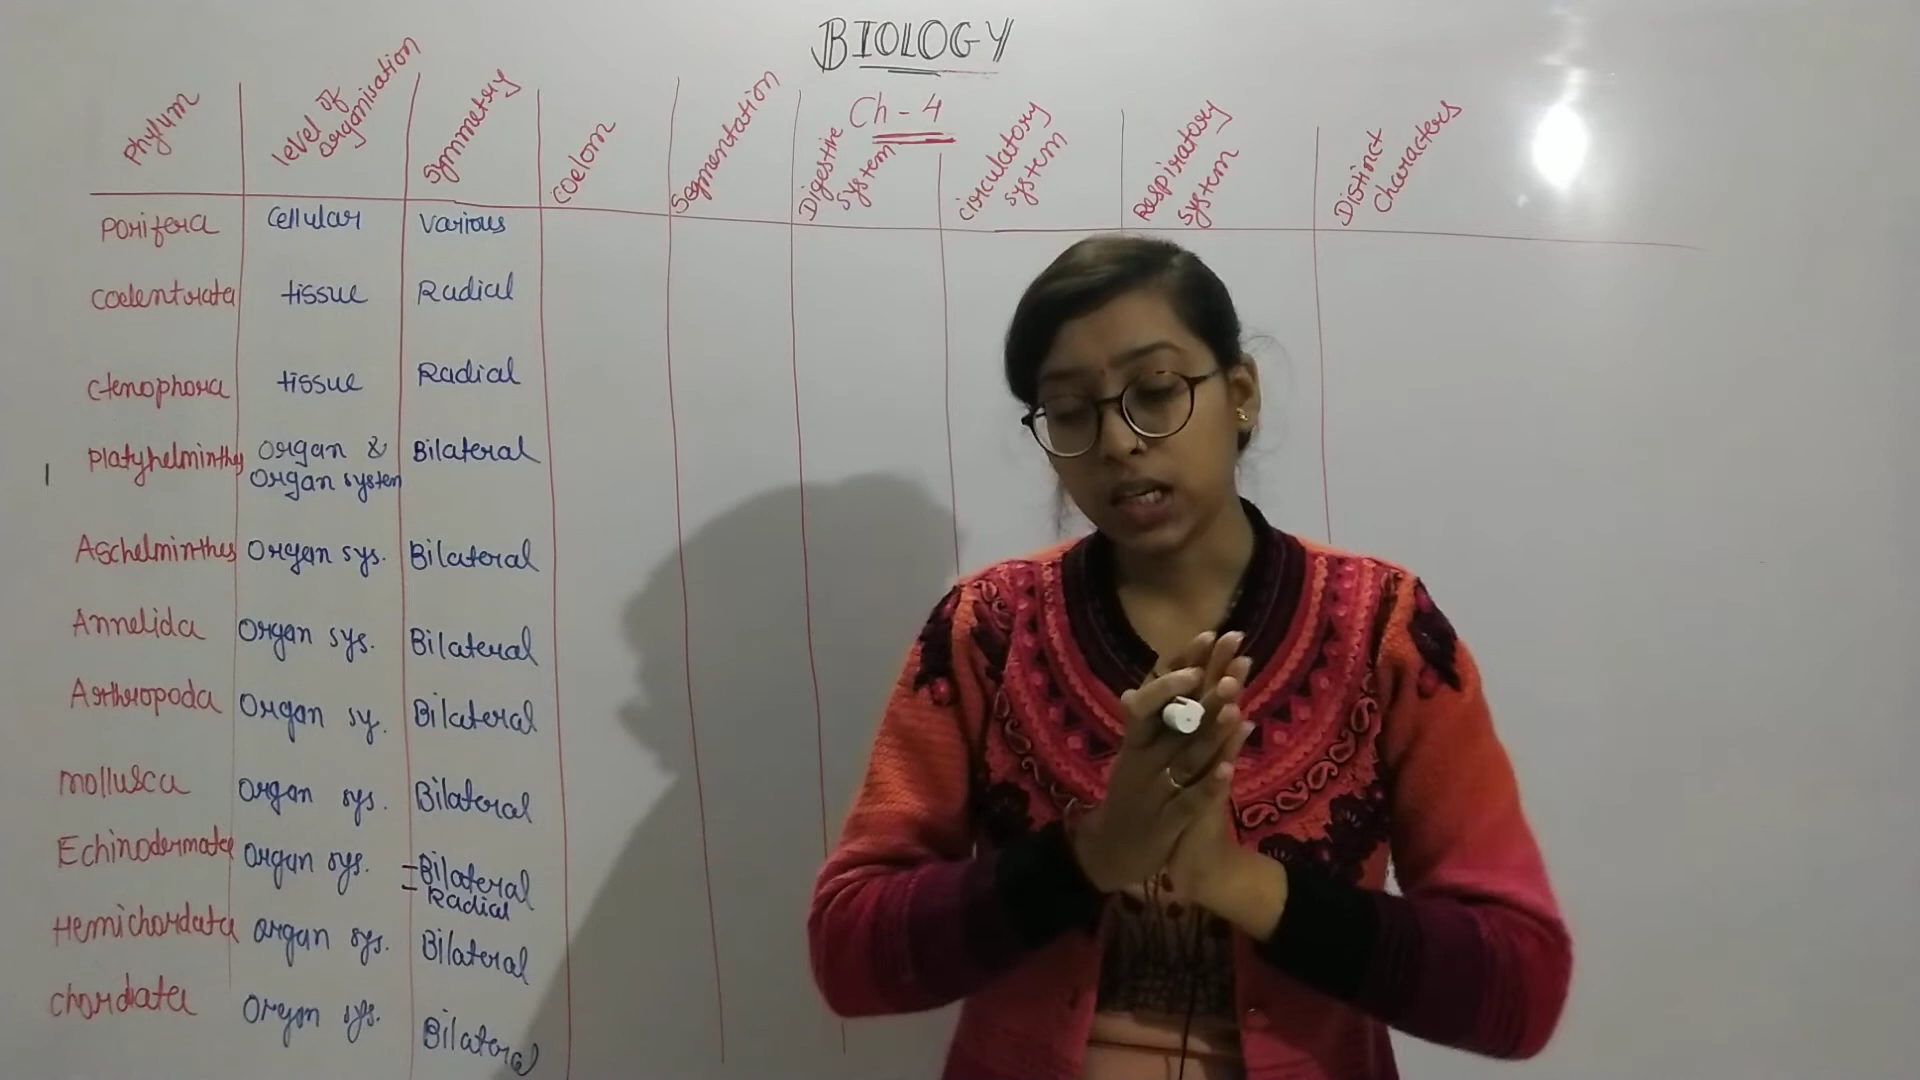 BIOLOGY
Ch - 4
Phylum
level of
organisation
Symmetry
coelom
Segmentation
Digestive
System
circulatory
system
Respiratory
System
Distinct
Characters
Porifera
Cellular
Various
Coelentrata
tissue
Radial
Ctenophora
tissue
Radial
Platyhelminthes
Organ &
Organ system
Bilateral
Aschelminthes
Organ sys.
Bilateral
Annelida
Organ sys.
Bilateral
Arthropoda
Organ sy.
Bilateral
Mollusca
Organ sys.
Bilateral
Echinodermata
Organ sys.
- Bilateral
- Radial
Hemichordata
Organ sys.
Bilateral
Chordata
Organ sys.
Bilateral